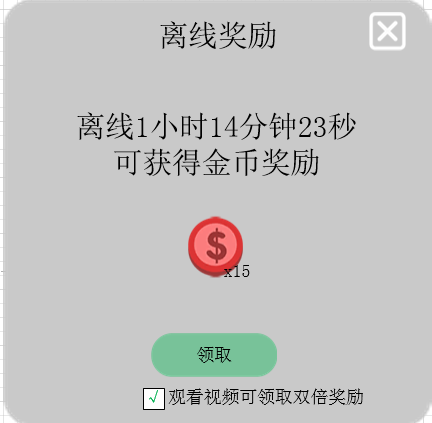 离线奖励
离线1小时14分钟23秒
可获得金币奖励
$
x15
领取
√ 观看视频可领取双倍奖励